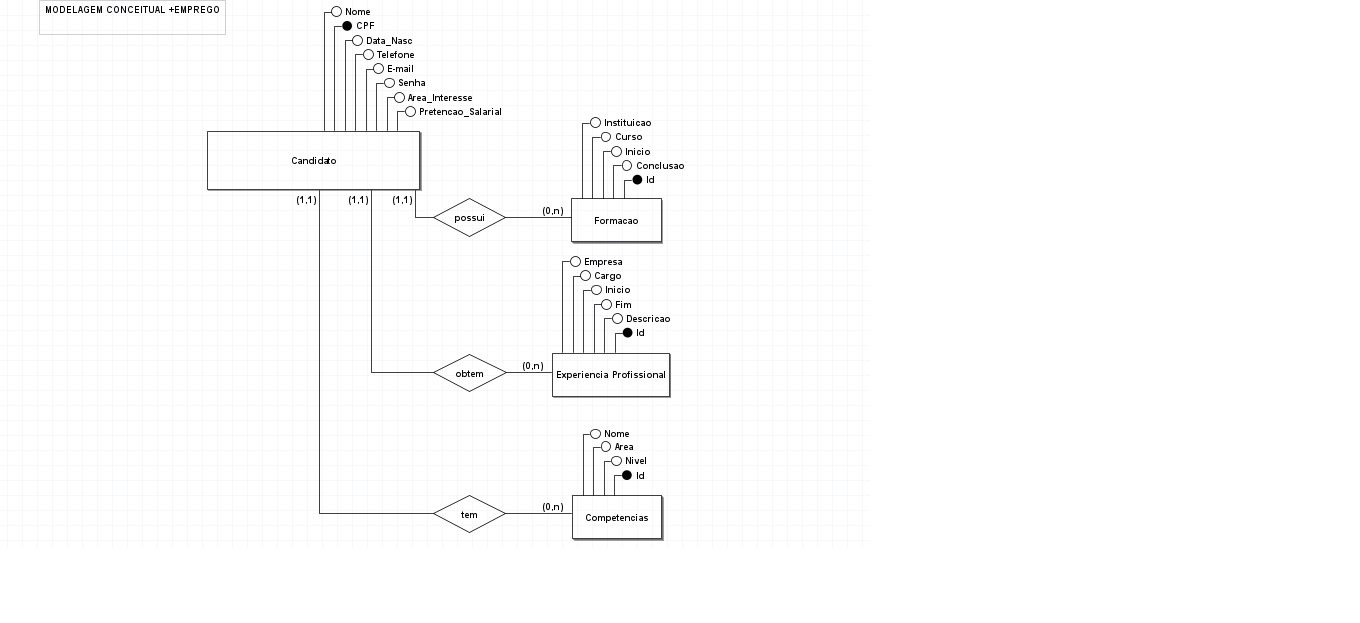 MODELAGEM CONCEITUAL +EMPREGO
Nome
CPF
Data_Nasc
Telefone
E-mail
Senha
Area_Interesse
Pretencao_Salarial
Candidato
(1,1)
(1,1)
(1,1)
possui
(0,n)
Instituicao
Curso
Inicio
Conclusao
Id
Formacao
Empresa
Cargo
Inicio
Fim
Descricao
Id
obtem
(0,n)
Experiencia Profissional
Nome
Area
Nivel
Id
tem
(0,n)
Competencias